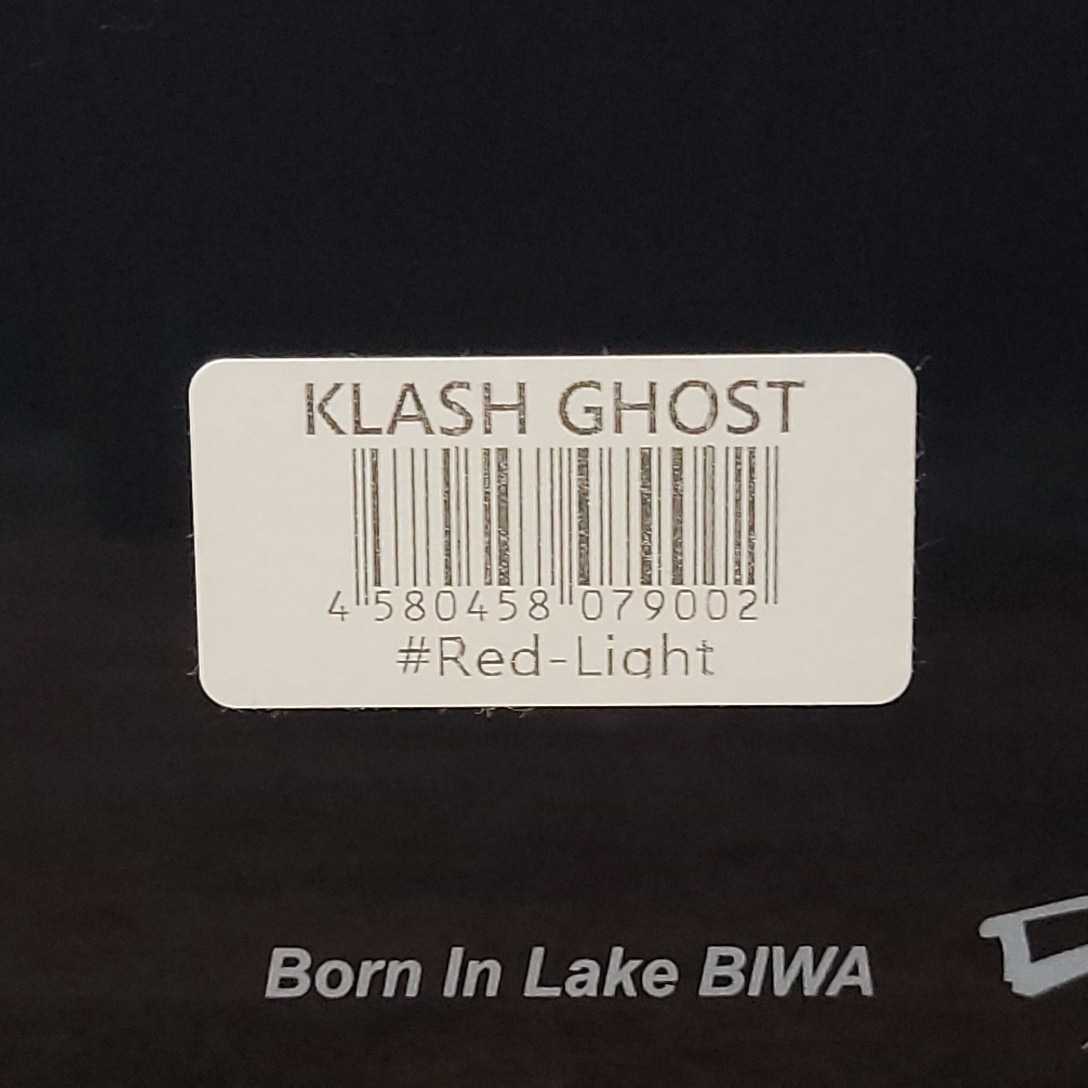 KLASH GHOST
4 580458 079002
#Red-Light
Born In Lake BIWA